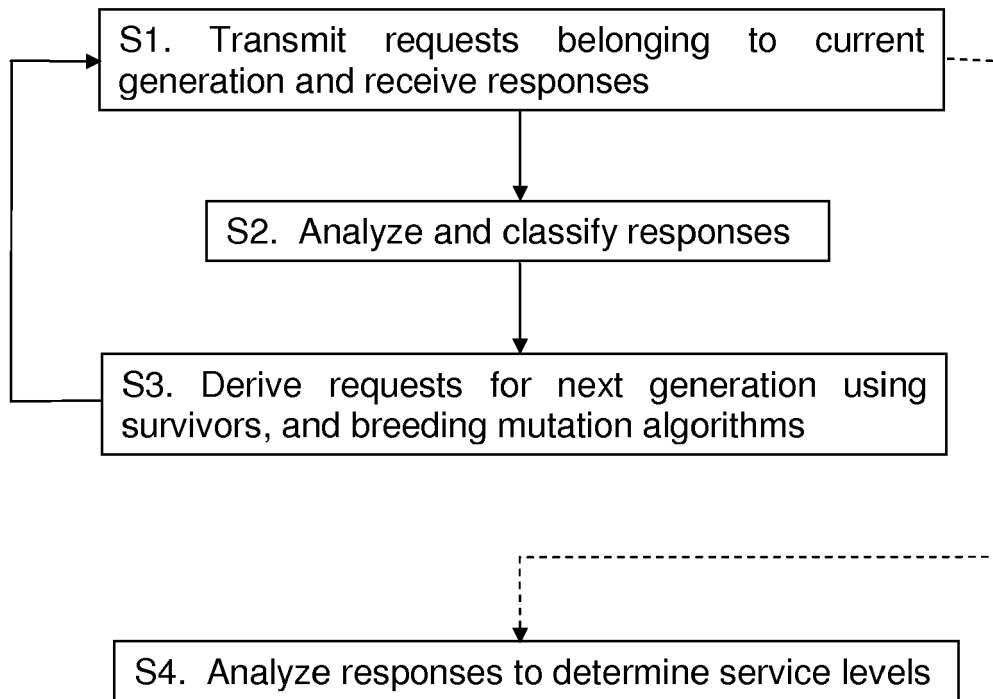 S1. Transmit requests belonging to current
generation and receive responses
S2. Analyze and classify responses
S3. Derive requests for next generation using
survivors, and breeding mutation algorithms
S4. Analyze responses to determine service levels